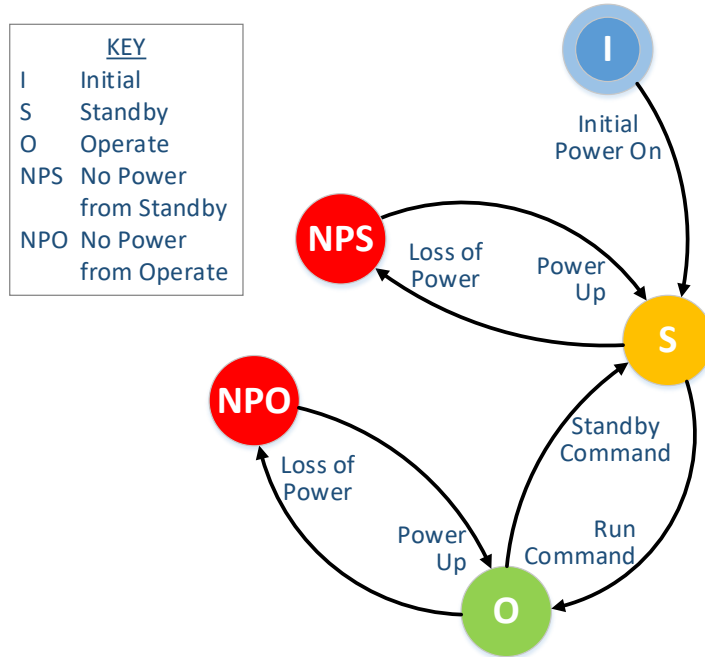 KEY
I Initial
S Standby
O Operate
NPS No Power
from Standby
NPO No Power
from Operate
I
Initial
Power On
NPS
Loss of
Power
Power
Up
S
NPO
Loss of
Power
Standby
Command
Power
Up
Run
Command
O